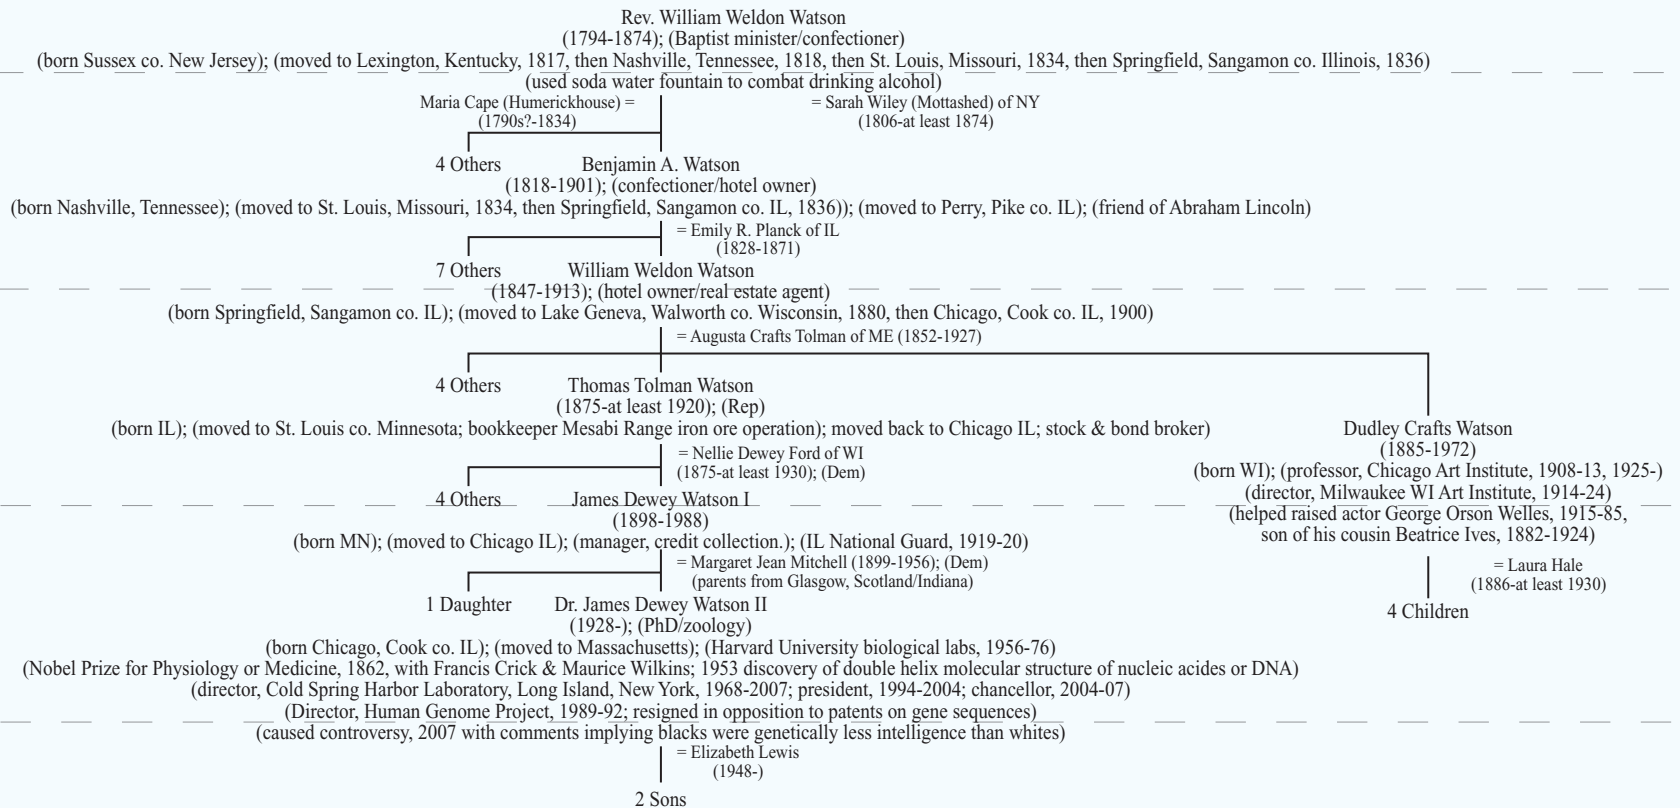 Rev. William Weldon Watson
(1794-1874); (Baptist minister/confectioner)
(born Sussex co. New Jersey); (moved to Lexington, Kentucky, 1817, then Nashville, Tennessee, 1818, then St. Louis, Missouri, 1834, then Springfield, Sangamon co. Illinois, 1836)
(used soda water fountain to combat drinking alcohol)
Maria Cape (Humerickhouse) =
(1790s?-1834)
= Sarah Wiley (Mottashed) of NY
(1806-at least 1874)
4 Others
Benjamin A. Watson
(1818-1901); (confectioner/hotel owner)
(born Nashville, Tennessee); (moved to St. Louis, Missouri, 1834, then Springfield, Sangamon co. IL, 1836)); (moved to Perry, Pike co. IL); (friend of Abraham Lincoln)
= Emily R. Planck of IL
(1828-1871)
7 Others
William Weldon Watson
(1847-1913); (hotel owner/real estate agent)
(born Springfield, Sangamon co. IL); (moved to Lake Geneva, Walworth co. Wisconsin, 1880, then Chicago, Cook co. IL, 1900)
= Augusta Crafts Tolman of ME (1852-1927)
4 Others
Thomas Tolman Watson
(1875-at least 1920); (Rep)
(born IL); (moved to St. Louis co. Minnesota; bookkeeper Mesabi Range iron ore operation); moved back to Chicago IL; stock & bond broker)
= Nellie Dewey Ford of WI
(1875-at least 1930); (Dem)
Dudley Crafts Watson
(1885-1972)
(born WI); (professor, Chicago Art Institute, 1908-13, 1925-)
(director, Milwaukee WI Art Institute, 1914-24)
(helped raised actor George Orson Welles, 1915-85,
son of his cousin Beatrice Ives, 1882-1924)
= Laura Hale
(1886-at least 1930)
4 Children
4 Others
James Dewey Watson I
(1898-1988)
(born MN); (moved to Chicago IL); (manager, credit collection.); (IL National Guard, 1919-20)
= Margaret Jean Mitchell (1899-1956); (Dem)
(parents from Glasgow, Scotland/Indiana)
1 Daughter
Dr. James Dewey Watson II
(1928-); (PhD/zoology)
(born Chicago, Cook co. IL); (moved to Massachusetts); (Harvard University biological labs, 1956-76)
(Nobel Prize for Physiology or Medicine, 1862, with Francis Crick & Maurice Wilkins; 1953 discovery of double helix molecular structure of nucleic acides or DNA)
(director, Cold Spring Harbor Laboratory, Long Island, New York, 1968-2007; president, 1994-2004; chancellor, 2004-07)
(Director, Human Genome Project, 1989-92; resigned in opposition to patents on gene sequences)
(caused controversy, 2007 with comments implying blacks were genetically less intelligence than whites)
= Elizabeth Lewis
(1948-)
2 Sons